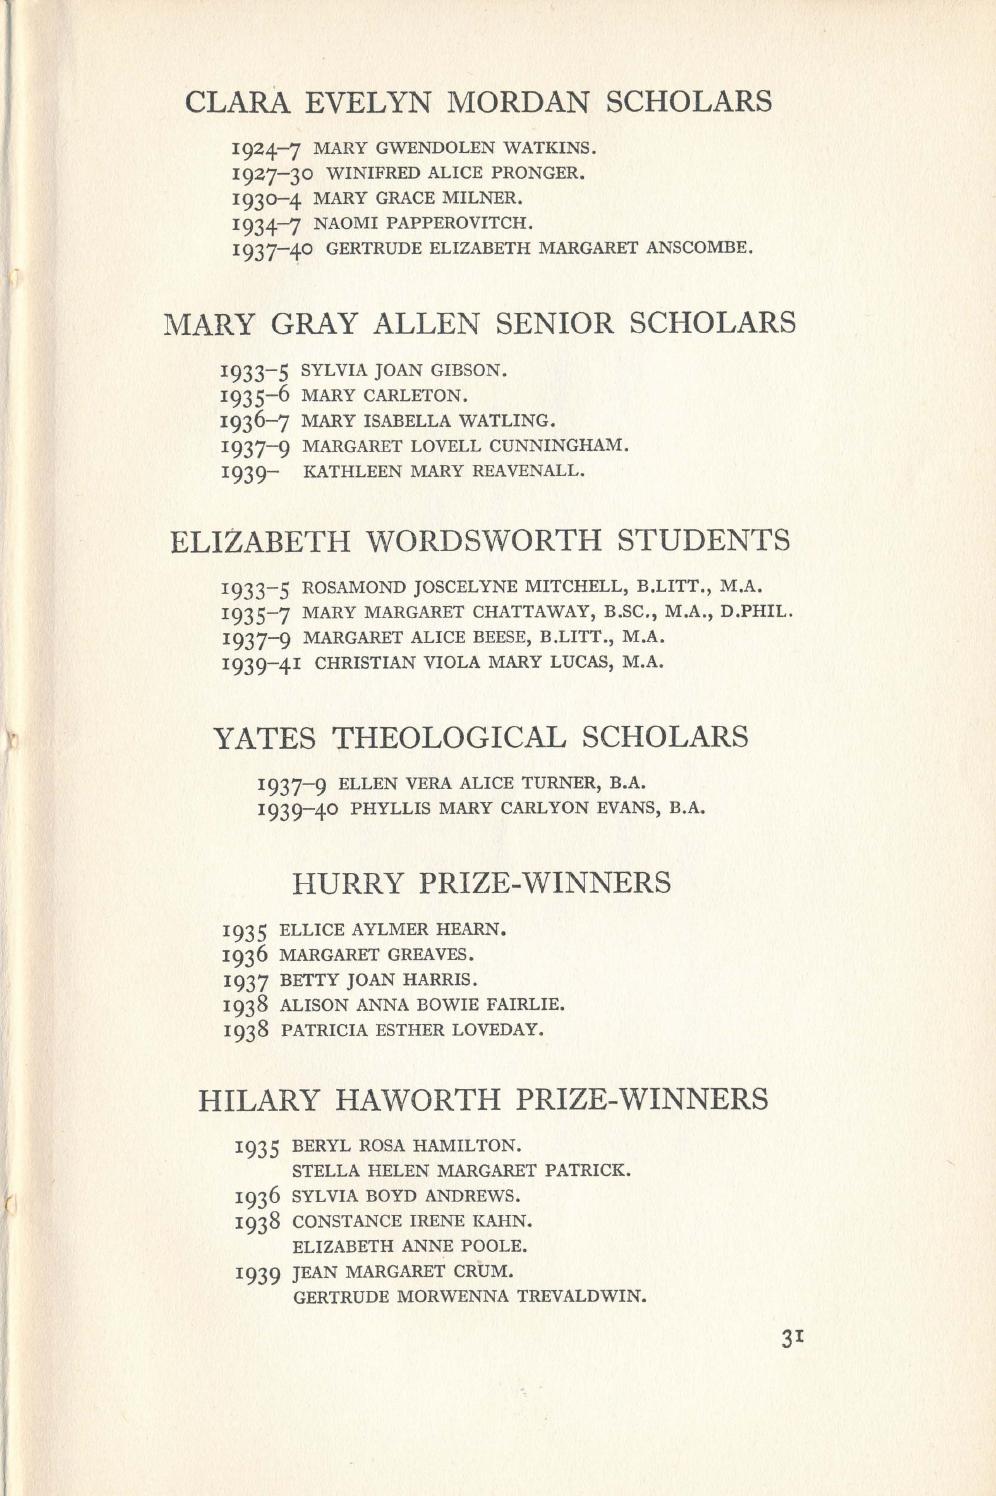 CLARA EVELYN MORDAN SCHOLARS
1924–7 MARY GWENDOLEN WATKINS.
1927–30 WINIFRED ALICE PRONGER.
1930–4 MARY GRACE MILNER.
1934–7 NAOMI PAPPEROVITCH.
1937–40 GERTRUDE ELIZABETH MARGARET ANSCOMBE.
MARY GRAY ALLEN SENIOR SCHOLARS
1933–5 SYLVIA JOAN GIBSON.
1935–6 MARY CARLETON.
1936–7 MARY ISABELLA WATLING.
1937–9 MARGARET LOVELL CUNNINGHAM.
1939– KATHLEEN MARY REAVENALL.
ELIZABETH WORDSWORTH STUDENTS
1933–5 ROSAMOND JOSCELYNE MITCHELL, B.LITT., M.A.
1935–7 MARY MARGARET CHATTAWAY, B.SC., M.A., D.PHIL.
1937–9 MARGARET ALICE BEESE, B.LITT., M.A.
1939–41 CHRISTIAN VIOLA MARY LUCAS, M.A.
YATES THEOLOGICAL SCHOLARS
1937–9 ELLEN VERA ALICE TURNER, B.A.
1939–40 PHYLLIS MARY CARLYON EVANS, B.A.
HURRY PRIZE-WINNERS
1935 ELLICE AYLMER HEARN.
1936 MARGARET GREAVES.
1937 BETTY JOAN HARRIS.
1938 ALISON ANNA BOWIE FAIRLIE.
1938 PATRICIA ESTHER LOVEDAY.
HILARY HAWORTH PRIZE-WINNERS
1935 BERYL ROSA HAMILTON.
STELLA HELEN MARGARET PATRICK.
1936 SYLVIA BOYD ANDREWS.
1938 CONSTANCE IRENE KAHN.
ELIZABETH ANNE POOLE.
1939 JEAN MARGARET CRUM.
GERTRUDE MORWENNA TREVALDWIN.
31